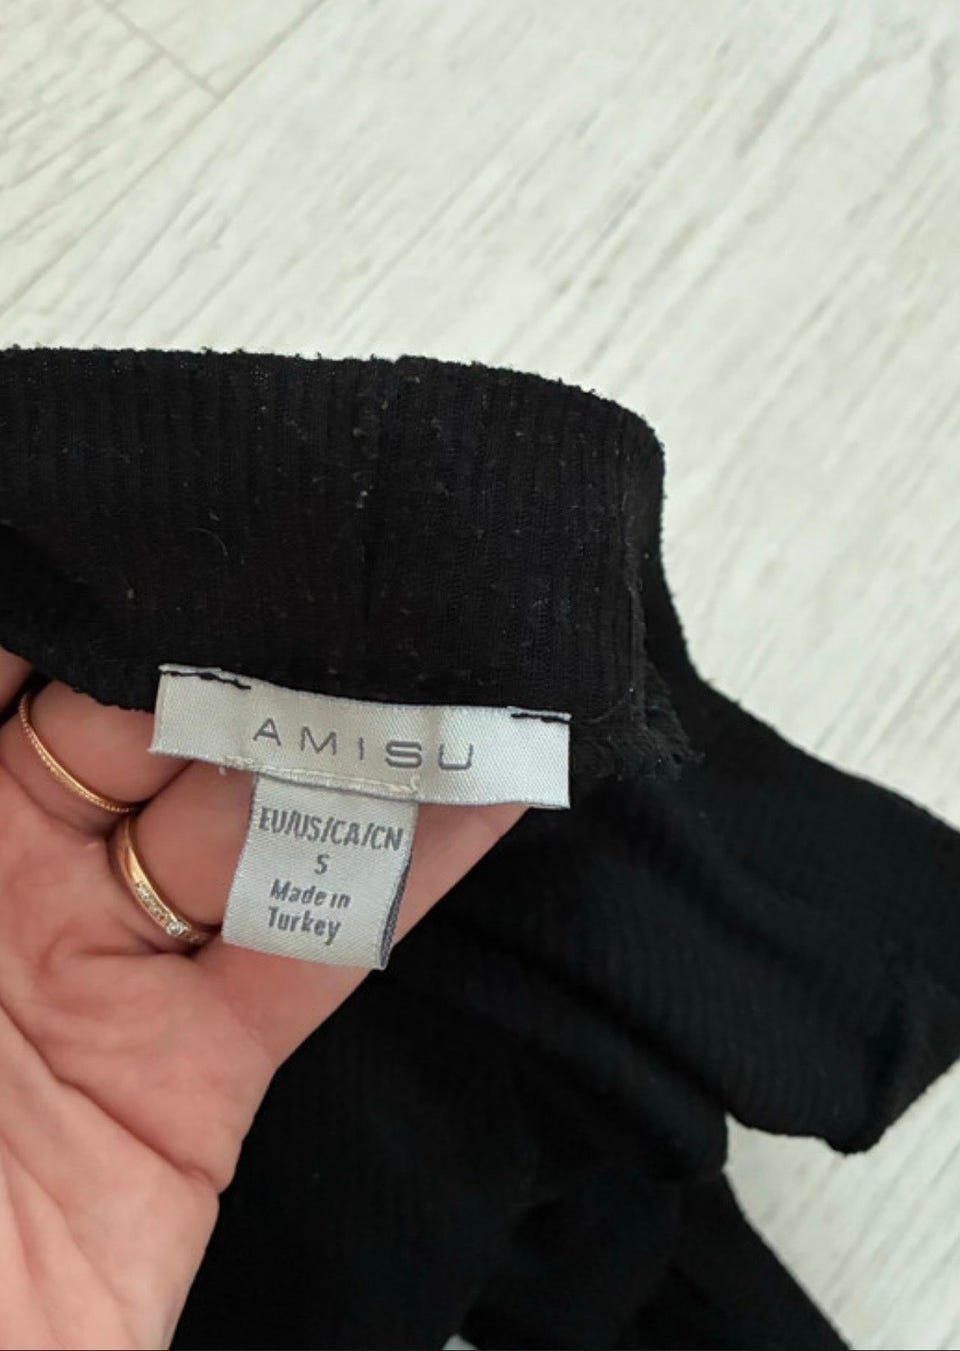 AMISU
EU/US/CA/CN
S
Made in
Turkey